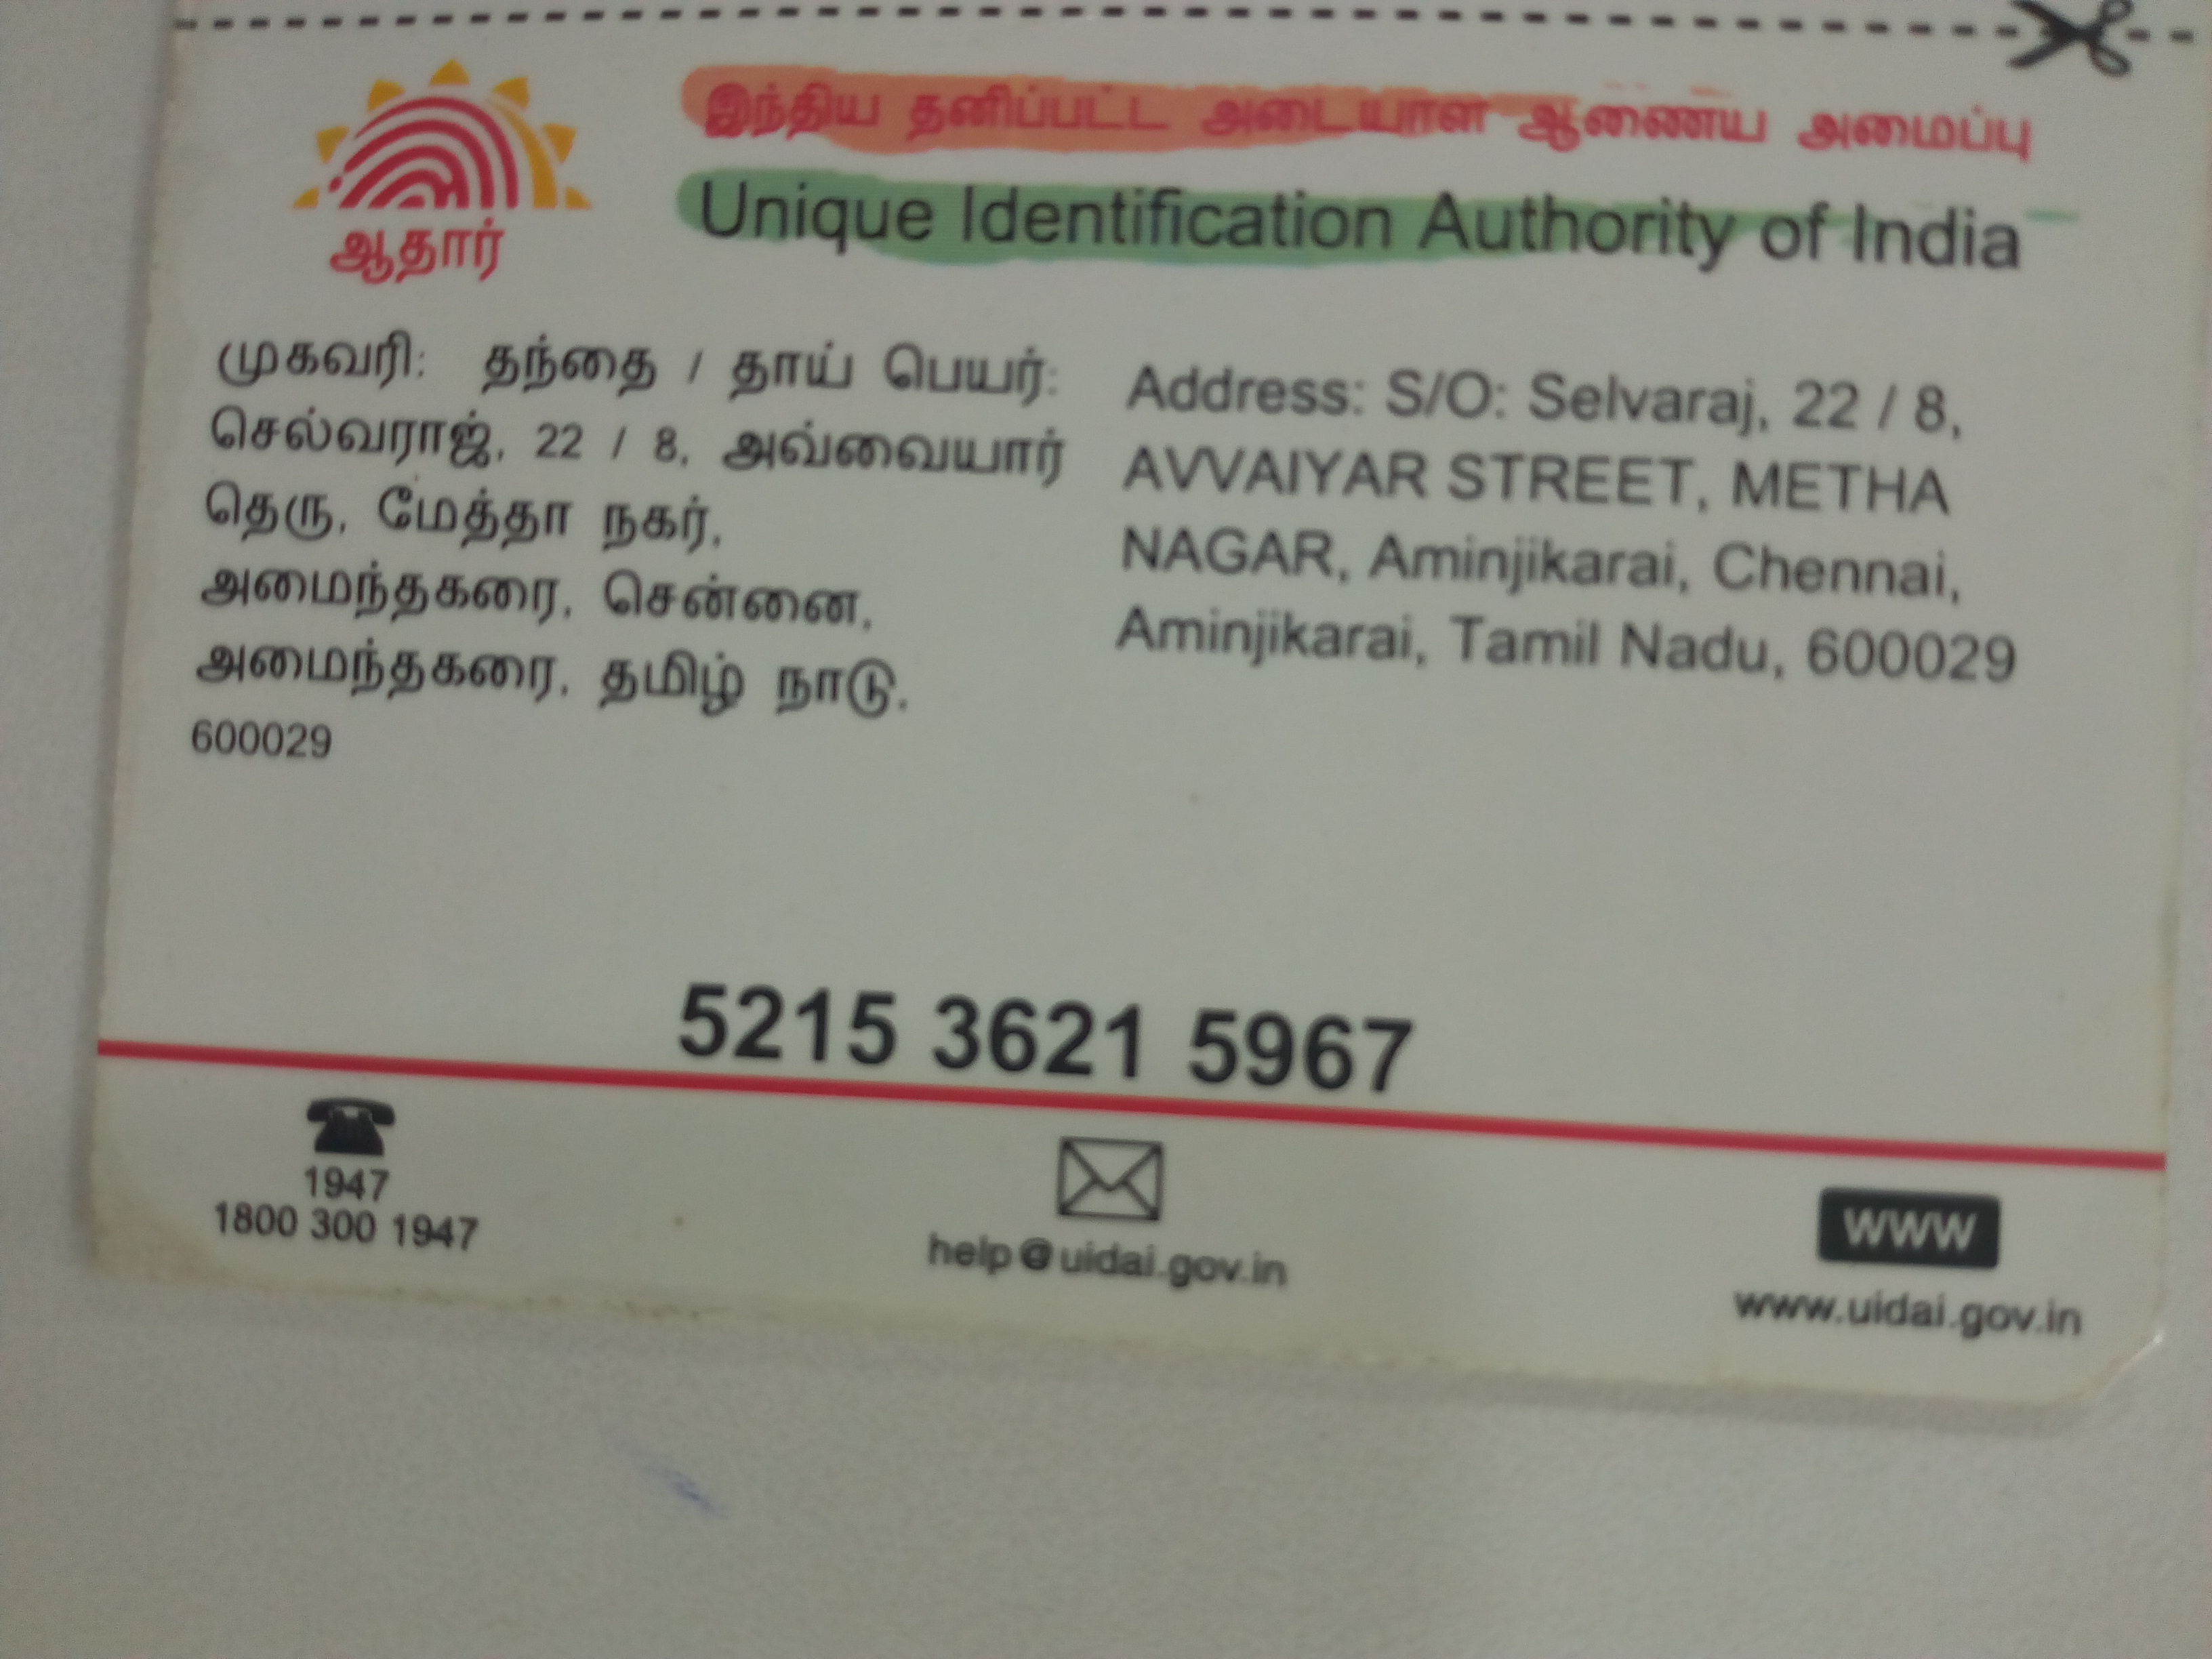 இந்திய தனிப்பட்ட அடையாள ஆணைய அமைப்பு
Unique Identification Authority of India
ஆதார்
முகவரி: தந்தை / தாய் பெயர்:
செல்வராஜ், 22 / 8, அவ்வையார்
தெரு, மேத்தா நகர்,
அமைந்தகரை, சென்னை,
அமைந்தகரை, தமிழ் நாடு,
600029
Address: S/O: Selvaraj, 22 / 8,
AVVAIYAR STREET, METHA
NAGAR, Aminjikarai, Chennai,
Aminjikarai, Tamil Nadu, 600029
5215 3621 5967
1947
1800 300 1947
help@uidai.gov.in
WWW
www.uidai.gov.in